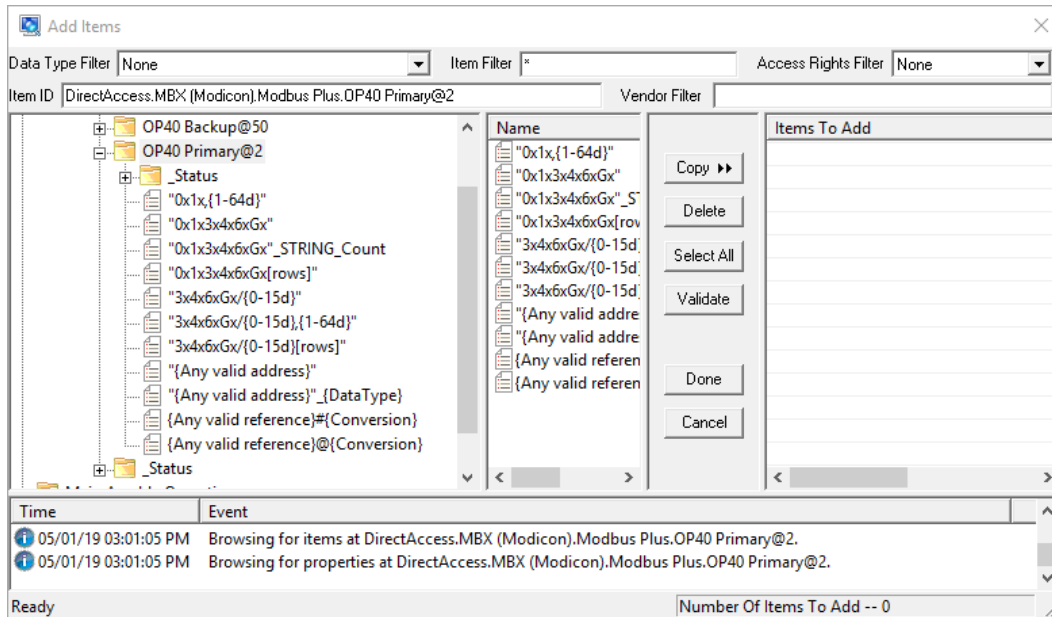 Add Items
Data Type Filter None Item Filter * Access Rights Filter None
Item ID DirectAccess.MBX (Modicon).Modbus Plus.OP40 Primary@2 Vendor Filter
OP40 Backup@50
OP40 Primary@2
_Status
"0x1x,{1-64d}"
"0x1x3x4x6xGx"
"0x1x3x4x6xGx"_STRING_Count
"0x1x3x4x6xGx[rows]"
"3x4x6xGx/{0-15d}"
"3x4x6xGx/{0-15d},{1-64d}"
"3x4x6xGx/{0-15d}[rows]"
"{Any valid address}"
"{Any valid address}"_{DataType}
{Any valid reference}#{Conversion}
{Any valid reference}@{Conversion}
_Status
Name
"0x1x,{1-64d}"
"0x1x3x4x6xGx"
"0x1x3x4x6xGx"_ST
"0x1x3x4x6xGx[row
"3x4x6xGx/{0-15d}
"3x4x6xGx/{0-15d}
"3x4x6xGx/{0-15d}
"{Any valid addre
"{Any valid addre
{Any valid referen
{Any valid referen
Copy
Delete
Select All
Validate
Done
Cancel
Items To Add
Time Event
05/01/19 03:01:05 PM Browsing for items at DirectAccess.MBX (Modicon).Modbus Plus.OP40 Primary@2.
05/01/19 03:01:05 PM Browsing for properties at DirectAccess.MBX (Modicon).Modbus Plus.OP40 Primary@2.
Ready Number Of Items To Add -- 0